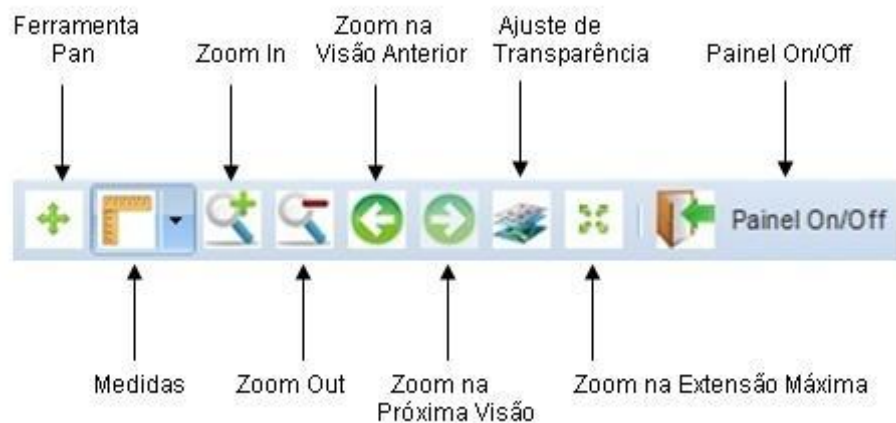 Ferramenta
Pan
Zoom In
Zoom na
Visão Anterior
Ajuste de
Transparência
Painel On/Off
Painel On/Off
Medidas
Zoom Out
Zoom na
Próxima Visão
Zoom na Extensão Máxima